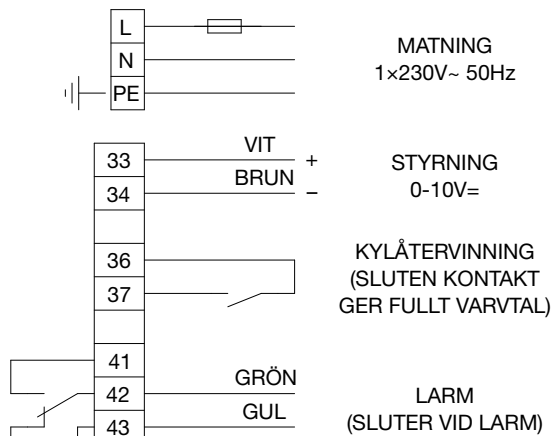 L
N
PE
MATNING
1×230V~ 50Hz
33
34
VIT
+
BRUN
−
STYRNING
0-10V=
36
37
KYLÅTERVINNING
(SLUTEN KONTAKT
GER FULLT VARVTAL)
41
42
43
GRÖN
GUL
LARM
(SLUTER VID LARM)